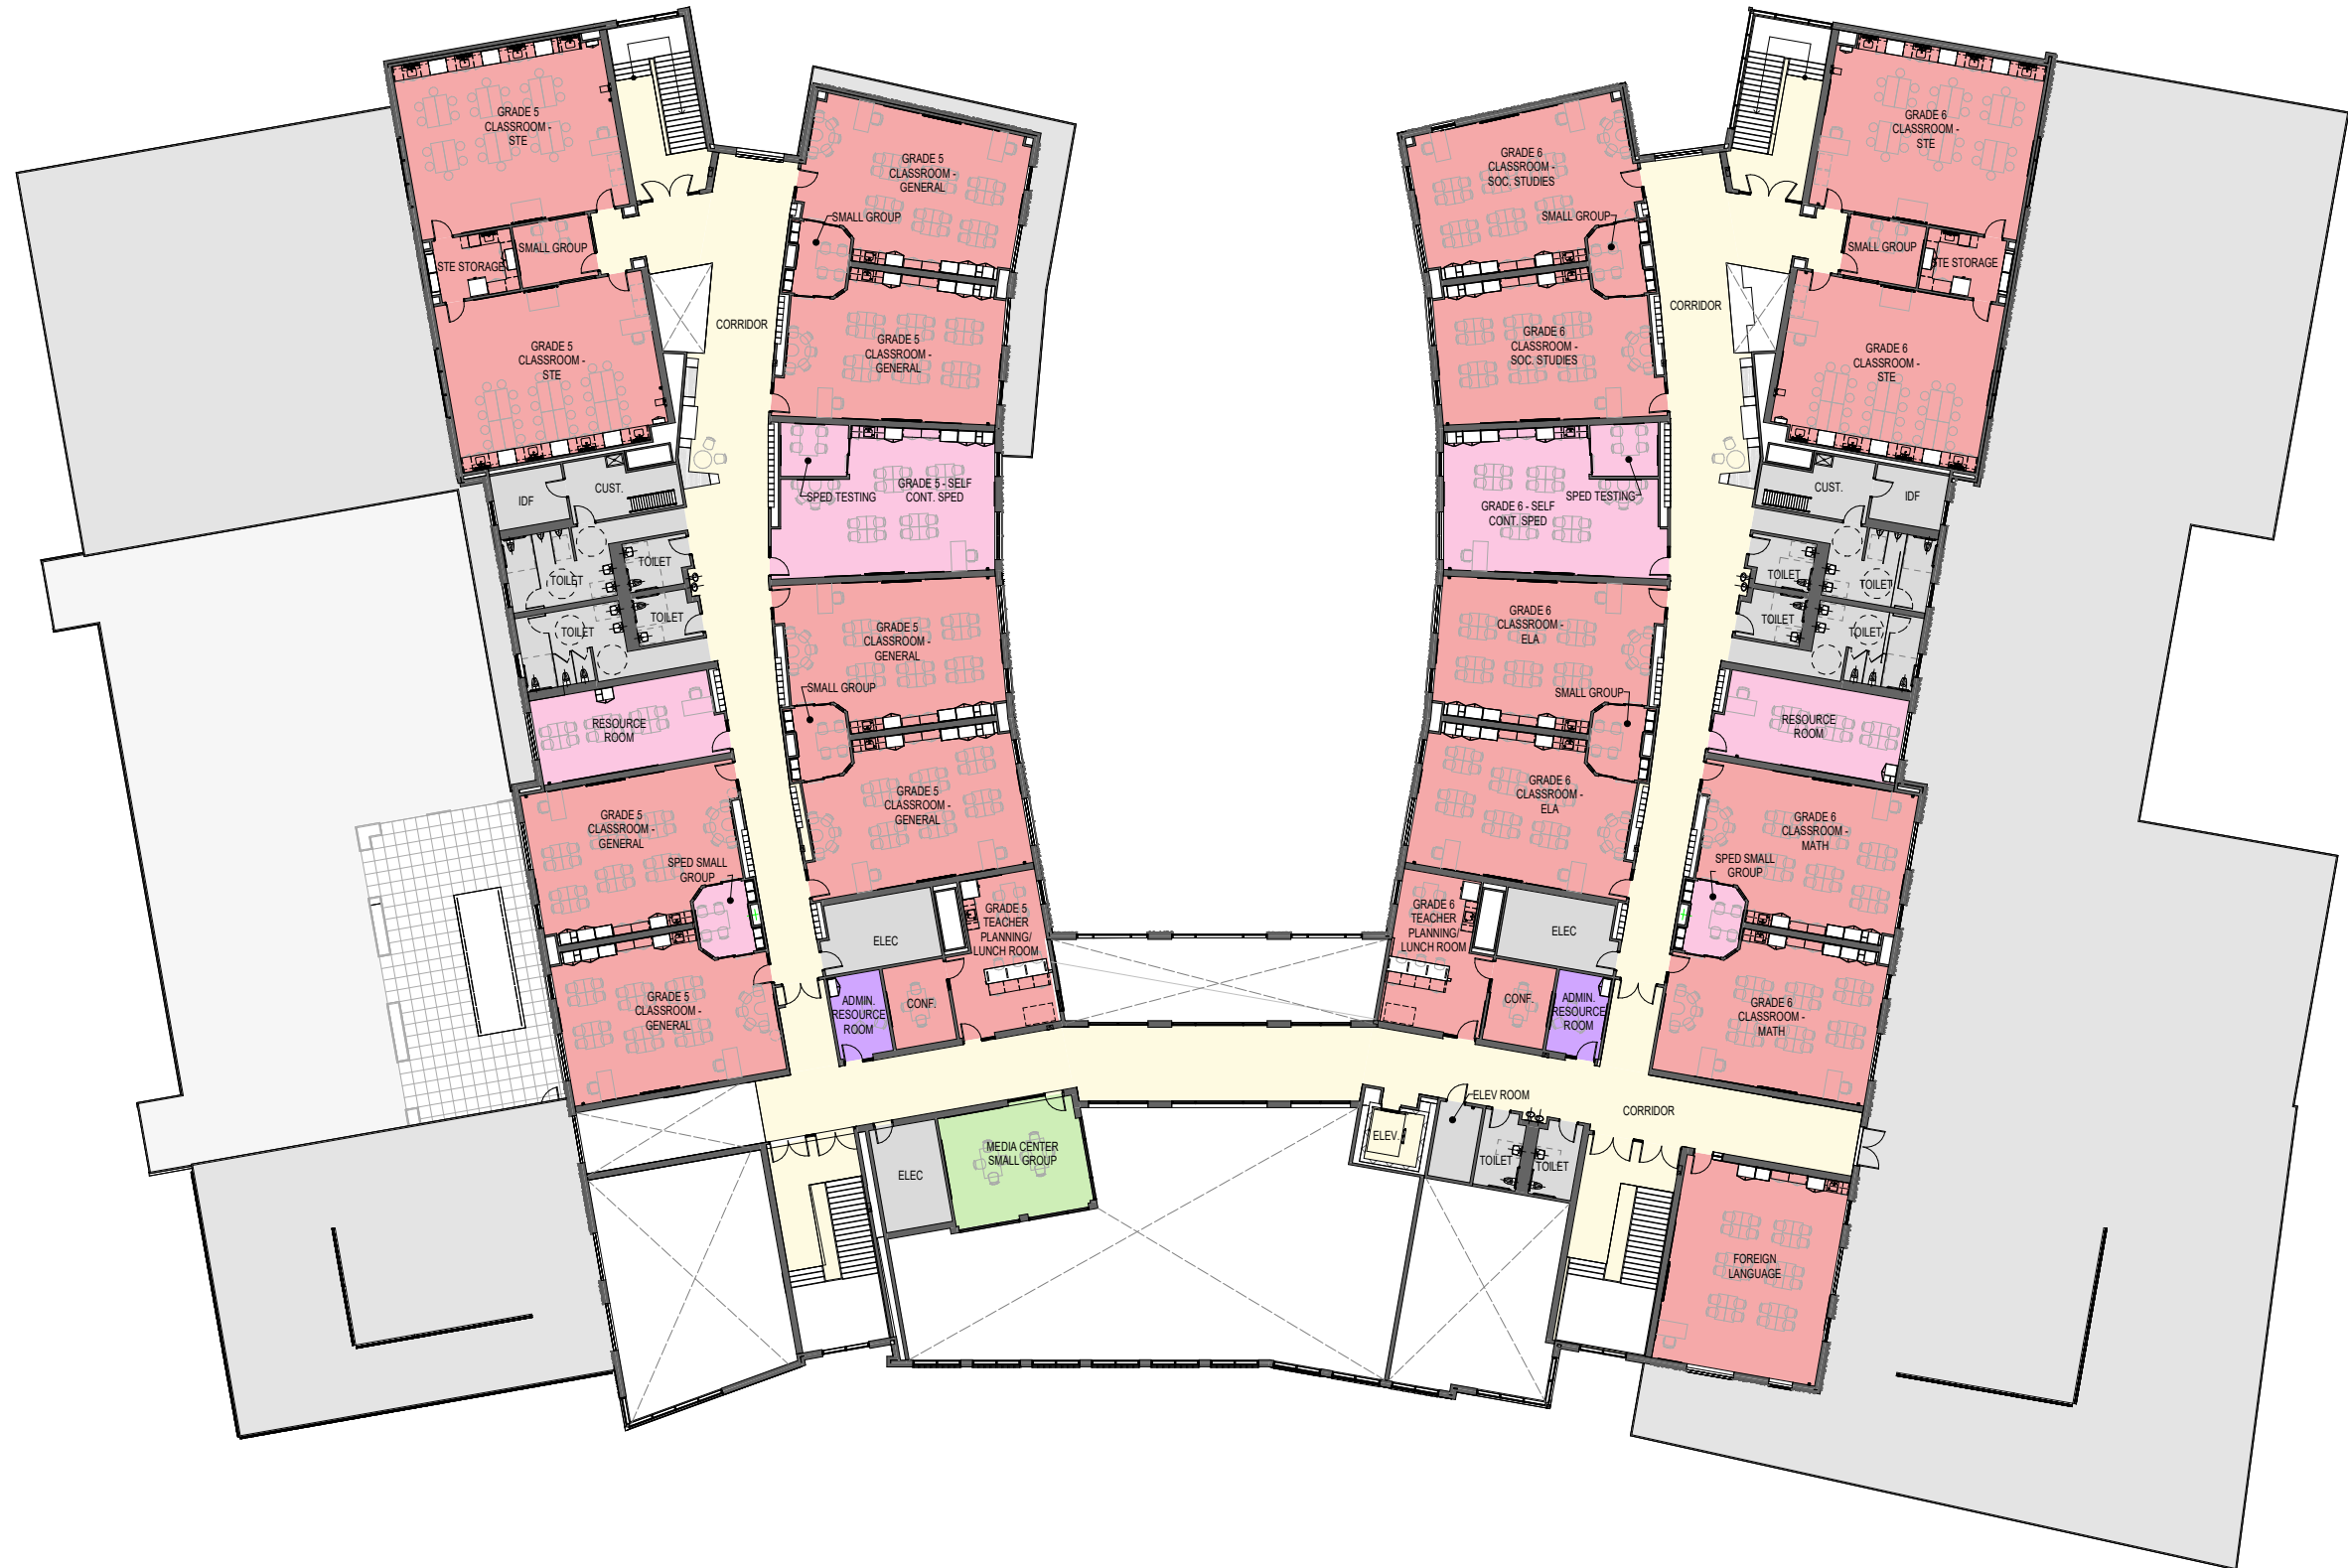 GRADE 5
CLASSROOM -
STE
SMALL GROUP
STE STORAGE
GRADE 5
CLASSROOM -
STE
GRADE 5
CLASSROOM -
GENERAL
SMALL GROUP
CORRIDOR
GRADE 5
CLASSROOM -
GENERAL
SPED TESTING
GRADE 5 - SELF
CONT. SPED
IDF
CUST.
TOILET
TOILET
TOILET
TOILET
GRADE 5
CLASSROOM -
GENERAL
SMALL GROUP
RESOURCE
ROOM
GRADE 5
CLASSROOM -
GENERAL
GRADE 5
CLASSROOM -
GENERAL
SPED SMALL
GROUP
GRADE 5
CLASSROOM -
GENERAL
ELEC
GRADE 5
TEACHER
PLANNING/
LUNCH ROOM
ADMIN.
RESOURCE
ROOM
CONF.
ELEC
MEDIA CENTER
SMALL GROUP
GRADE 6
CLASSROOM -
SOC. STUDIES
SMALL GROUP
GRADE 6
CLASSROOM -
STE
SMALL GROUP
STE STORAGE
CORRIDOR
GRADE 6
CLASSROOM -
SOC. STUDIES
GRADE 6
CLASSROOM -
STE
SPED TESTING
GRADE 6 - SELF
CONT. SPED
CUST.
IDF
TOILET
TOILET
TOILET
TOILET
GRADE 6
CLASSROOM -
ELA
SMALL GROUP
RESOURCE
ROOM
GRADE 6
CLASSROOM -
ELA
GRADE 6
CLASSROOM -
MATH
SPED SMALL
GROUP
GRADE 6
TEACHER
PLANNING/
LUNCH ROOM
ELEC
CONF.
ADMIN.
RESOURCE
ROOM
GRADE 6
CLASSROOM -
MATH
ELEV ROOM
CORRIDOR
ELEV.
TOILET
TOILET
FOREIGN
LANGUAGE